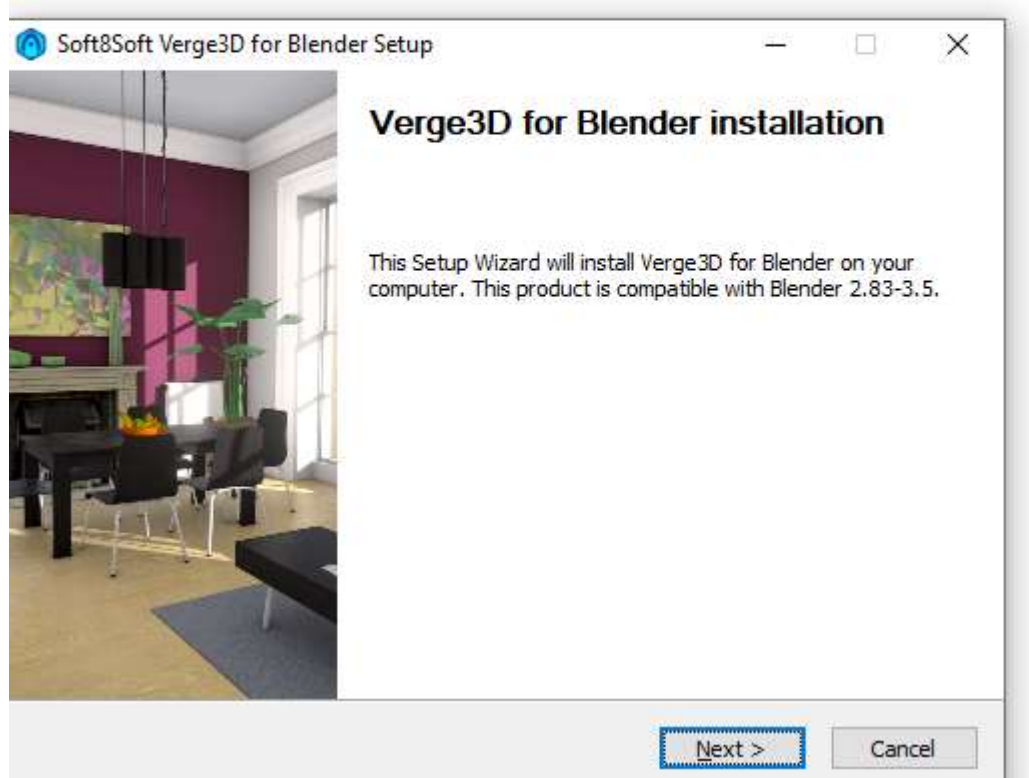 Soft8Soft Verge3D for Blender Setup
Verge3D for Blender installation
This Setup Wizard will install Verge3D for Blender on your
computer. This product is compatible with Blender 2.83-3.5.
Next >
Cancel